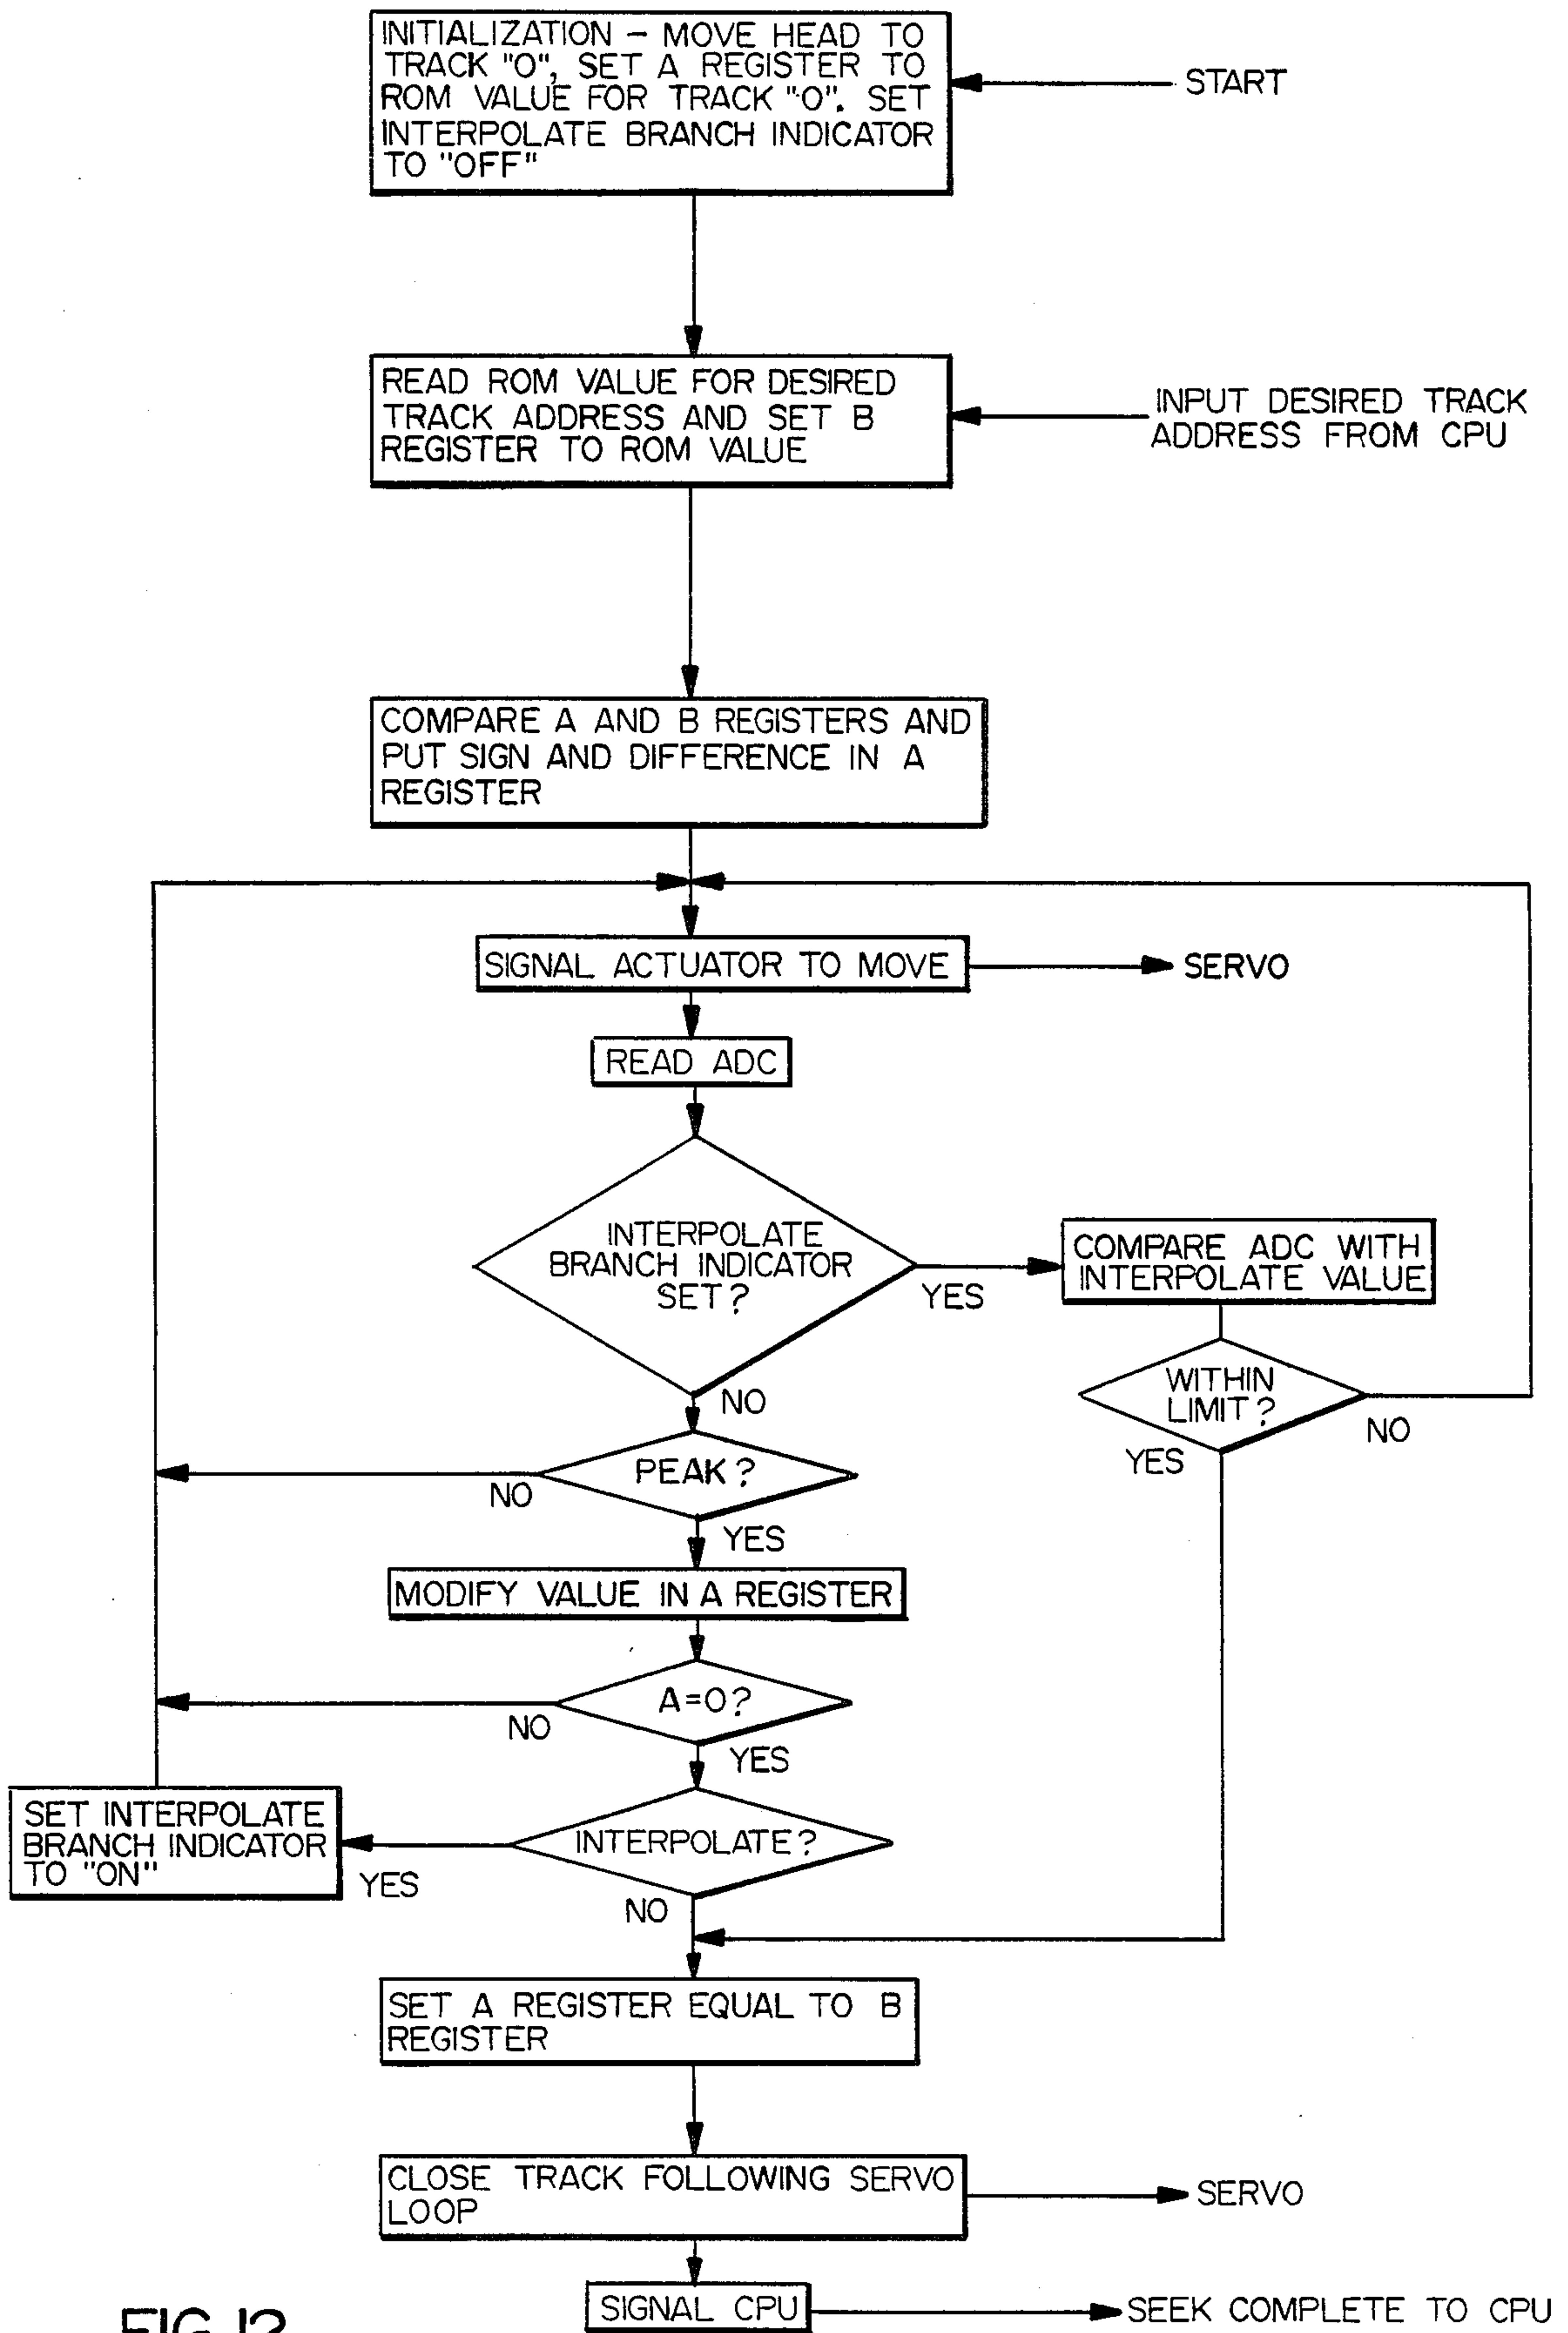 INITIALIZATION – MOVE HEAD TO
TRACK "O", SET A REGISTER TO
ROM VALUE FOR TRACK "O". SET
INTERPOLATE BRANCH INDICATOR
TO "OFF"
START
READ ROM VALUE FOR DESIRED
TRACK ADDRESS AND SET B
REGISTER TO ROM VALUE
INPUT DESIRED TRACK
ADDRESS FROM CPU
COMPARE A AND B REGISTERS AND
PUT SIGN AND DIFFERENCE IN A
REGISTER
SIGNAL ACTUATOR TO MOVE
SERVO
READ ADC
INTERPOLATE
BRANCH INDICATOR
SET?
YES
COMPARE ADC WITH
INTERPOLATE VALUE
NO
WITHIN
LIMIT?
NO
YES
PEAK?
NO
YES
MODIFY VALUE IN A REGISTER
A=O?
NO
YES
INTERPOLATE?
YES
SET INTERPOLATE
BRANCH INDICATOR
TO "ON"
NO
SET A REGISTER EQUAL TO B
REGISTER
CLOSE TRACK FOLLOWING SERVO
LOOP
SERVO
SIGNAL CPU
SEEK COMPLETE TO CPU
FIG.12